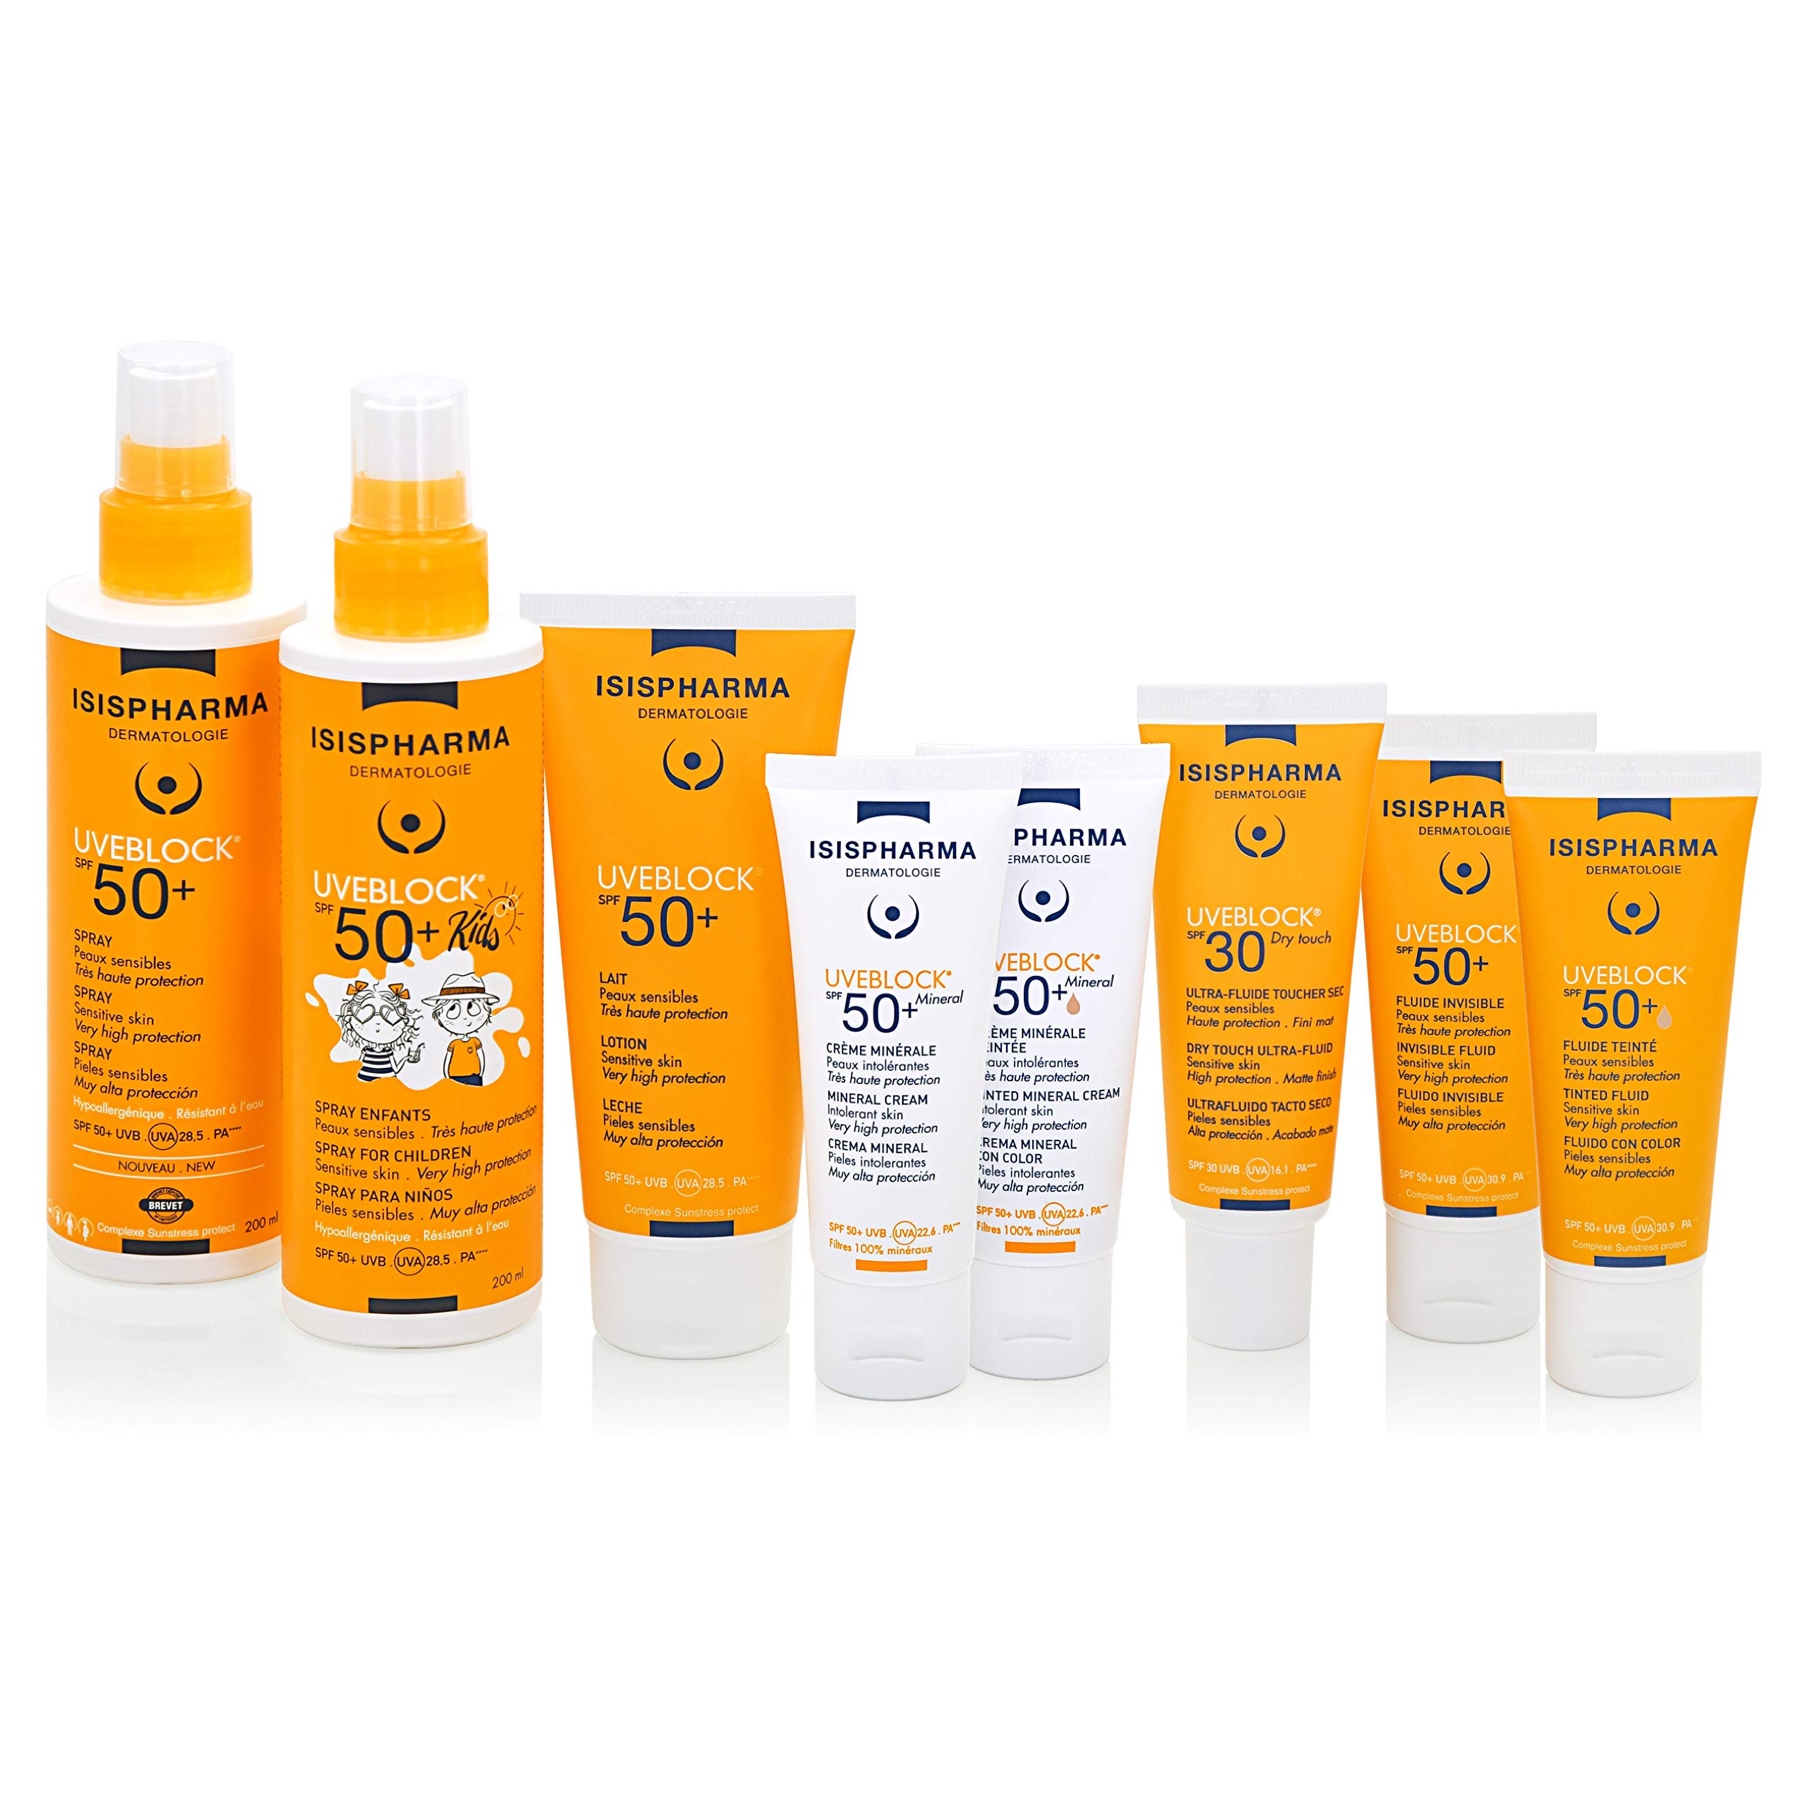 ISISPHARMA
DERMATOLOGIE
UVEBLOCK®
SPF 50+
SPRAY
Peaux sensibles
Très haute protection
SPRAY
Sensitive skin
Very high protection
SPRAY
Pieles sensibles
Muy alta protección
Hypoallergénique . Résistant à l'eau
SPF 50+ UVB . UVA 28,5 . PA++++
NOUVEAU . NEW
BREVET
Complexe Sunstress protect
200 ml
ISISPHARMA
DERMATOLOGIE
UVEBLOCK®
SPF 50+ Kids
SPRAY ENFANTS
Peaux sensibles . Très haute protection
SPRAY FOR CHILDREN
Sensitive skin . Very high protection
SPRAY PARA NIÑOS
Pieles sensibles . Muy alta protección
Hypoallergénique . Résistant à l'eau
SPF 50+ UVB . UVA 28,5 . PA++++
200 ml
ISISPHARMA
DERMATOLOGIE
UVEBLOCK®
SPF 50+
LAIT
Peaux sensibles
Très haute protection
LOTION
Sensitive skin
Very high protection
LECHE
Pieles sensibles
Muy alta protección
SPF 50+ UVB . UVA 28.5 . PA++++
Complexe Sunstress protect
ISISPHARMA
DERMATOLOGIE
UVEBLOCK®
SPF 50+ Mineral
CRÈME MINÉRALE
Peaux intolérantes
Très haute protection
MINERAL CREAM
Intolerant skin
Very high protection
CREMA MINERAL
Pieles intolerantes
Muy alta protección
SPF 50+ UVB . UVA 22.6 . PA++++
Filtres 100% minéraux
PHARMA
ERMATOLOGIE
VEBLOCK®
50+ Mineral
RÈME MINÉRALE
EINTÉE
eaux intolérantes
ès haute protection
INTED MINERAL CREAM
ntolerant skin
ery high protection
REMA MINERAL
CON COLOR
Pieles intolerantes
Muy alta protección
SPF 50+ UVB . UVA 22.6 . PA++++
Filtres 100% minéraux
ISISPHARMA
DERMATOLOGIE
UVEBLOCK®
SPF 30 Dry touch
ULTRA-FLUIDE TOUCHER SEC
Peaux sensibles
Haute protection . Fini mat
DRY TOUCH ULTRA-FLUID
Sensitive skin
High protection . Matte finish
ULTRAFLUIDO TACTO SECO
Pieles sensibles
Alta protección . Acabado mate
SPF 30 UVB . UVA 16.1 . PA++++
Complexe Sunstress protect
ISISPHAR
DERMATOLOGIE
UVEBLOCK
SPF 50+
FLUIDE INVISIBLE
Peaux sensibles
Très haute protection
INVISIBLE FLUID
Sensitive skin
Very high protection
FLUIDO INVISIBLE
Pieles sensibles
Muy alta protección
SPF 50+ UVB . UVA 30.9 . PA
Complexe Sunstress protect
ISISPHARMA
DERMATOLOGIE
UVEBLOCK®
SPF 50+
FLUIDE TEINTÉ
Peaux sensibles
Très haute protection
TINTED FLUID
Sensitive skin
Very high protection
FLUIDO CON COLOR
Pieles sensibles
Muy alta protección
SPF 50+ UVB . UVA 30.9 . PA
Complexe Sunstress protect